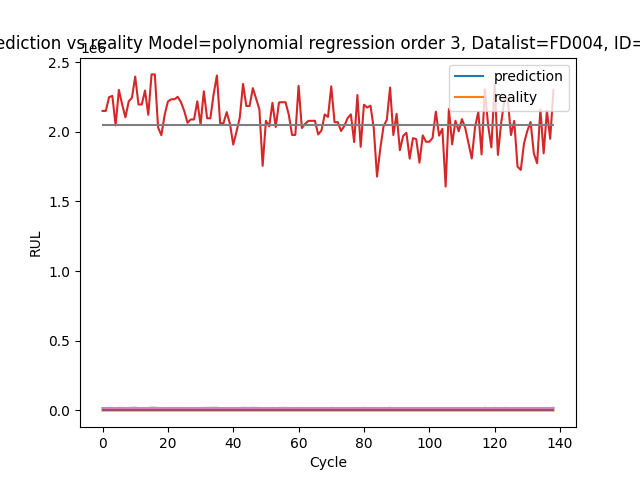 ediction vs reality Model=polynomial regression order 3, Datalist=FD004, ID=
1e6
prediction
reality
2.5
2.0
1.5
1.0
0.5
0.0
RUL
0 20 40 60 80 100 120 140
Cycle